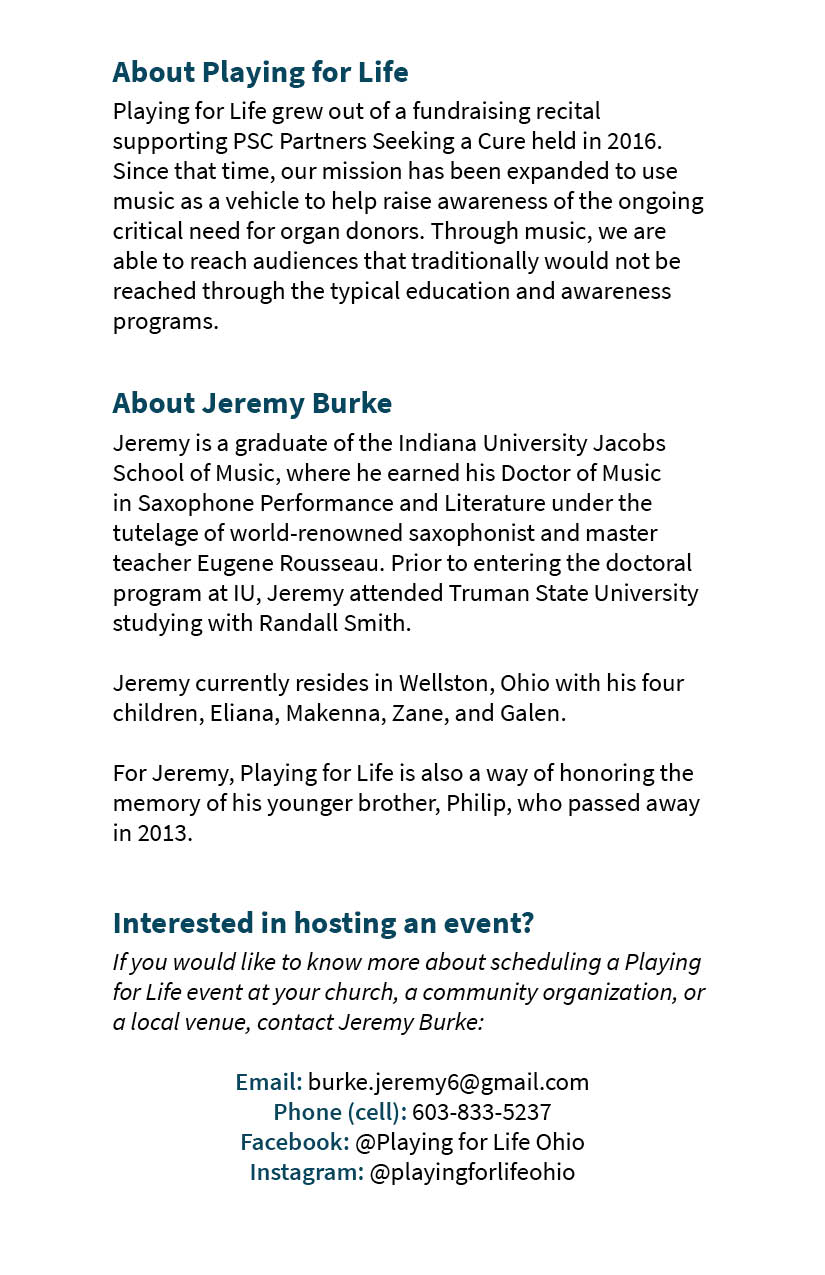 About Playing for Life
Playing for Life grew out of a fundraising recital
supporting PSC Partners Seeking a Cure held in 2016.
Since that time, our mission has been expanded to use
music as a vehicle to help raise awareness of the ongoing
critical need for organ donors. Through music, we are
able to reach audiences that traditionally would not be
reached through the typical education and awareness
programs.
About Jeremy Burke
Jeremy is a graduate of the Indiana University Jacobs
School of Music, where he earned his Doctor of Music
in Saxophone Performance and Literature under the
tutelage of world-renowned saxophonist and master
teacher Eugene Rousseau. Prior to entering the doctoral
program at IU, Jeremy attended Truman State University
studying with Randall Smith.
Jeremy currently resides in Wellston, Ohio with his four
children, Eliana, Makenna, Zane, and Galen.
For Jeremy, Playing for Life is also a way of honoring the
memory of his younger brother, Philip, who passed away
in 2013.
Interested in hosting an event?
If you would like to know more about scheduling a Playing
for Life event at your church, a community organization, or
a local venue, contact Jeremy Burke:
Email: burke.jeremy6@gmail.com
Phone (cell): 603-833-5237
Facebook: @Playing for Life Ohio
Instagram: @playingforlifeohio